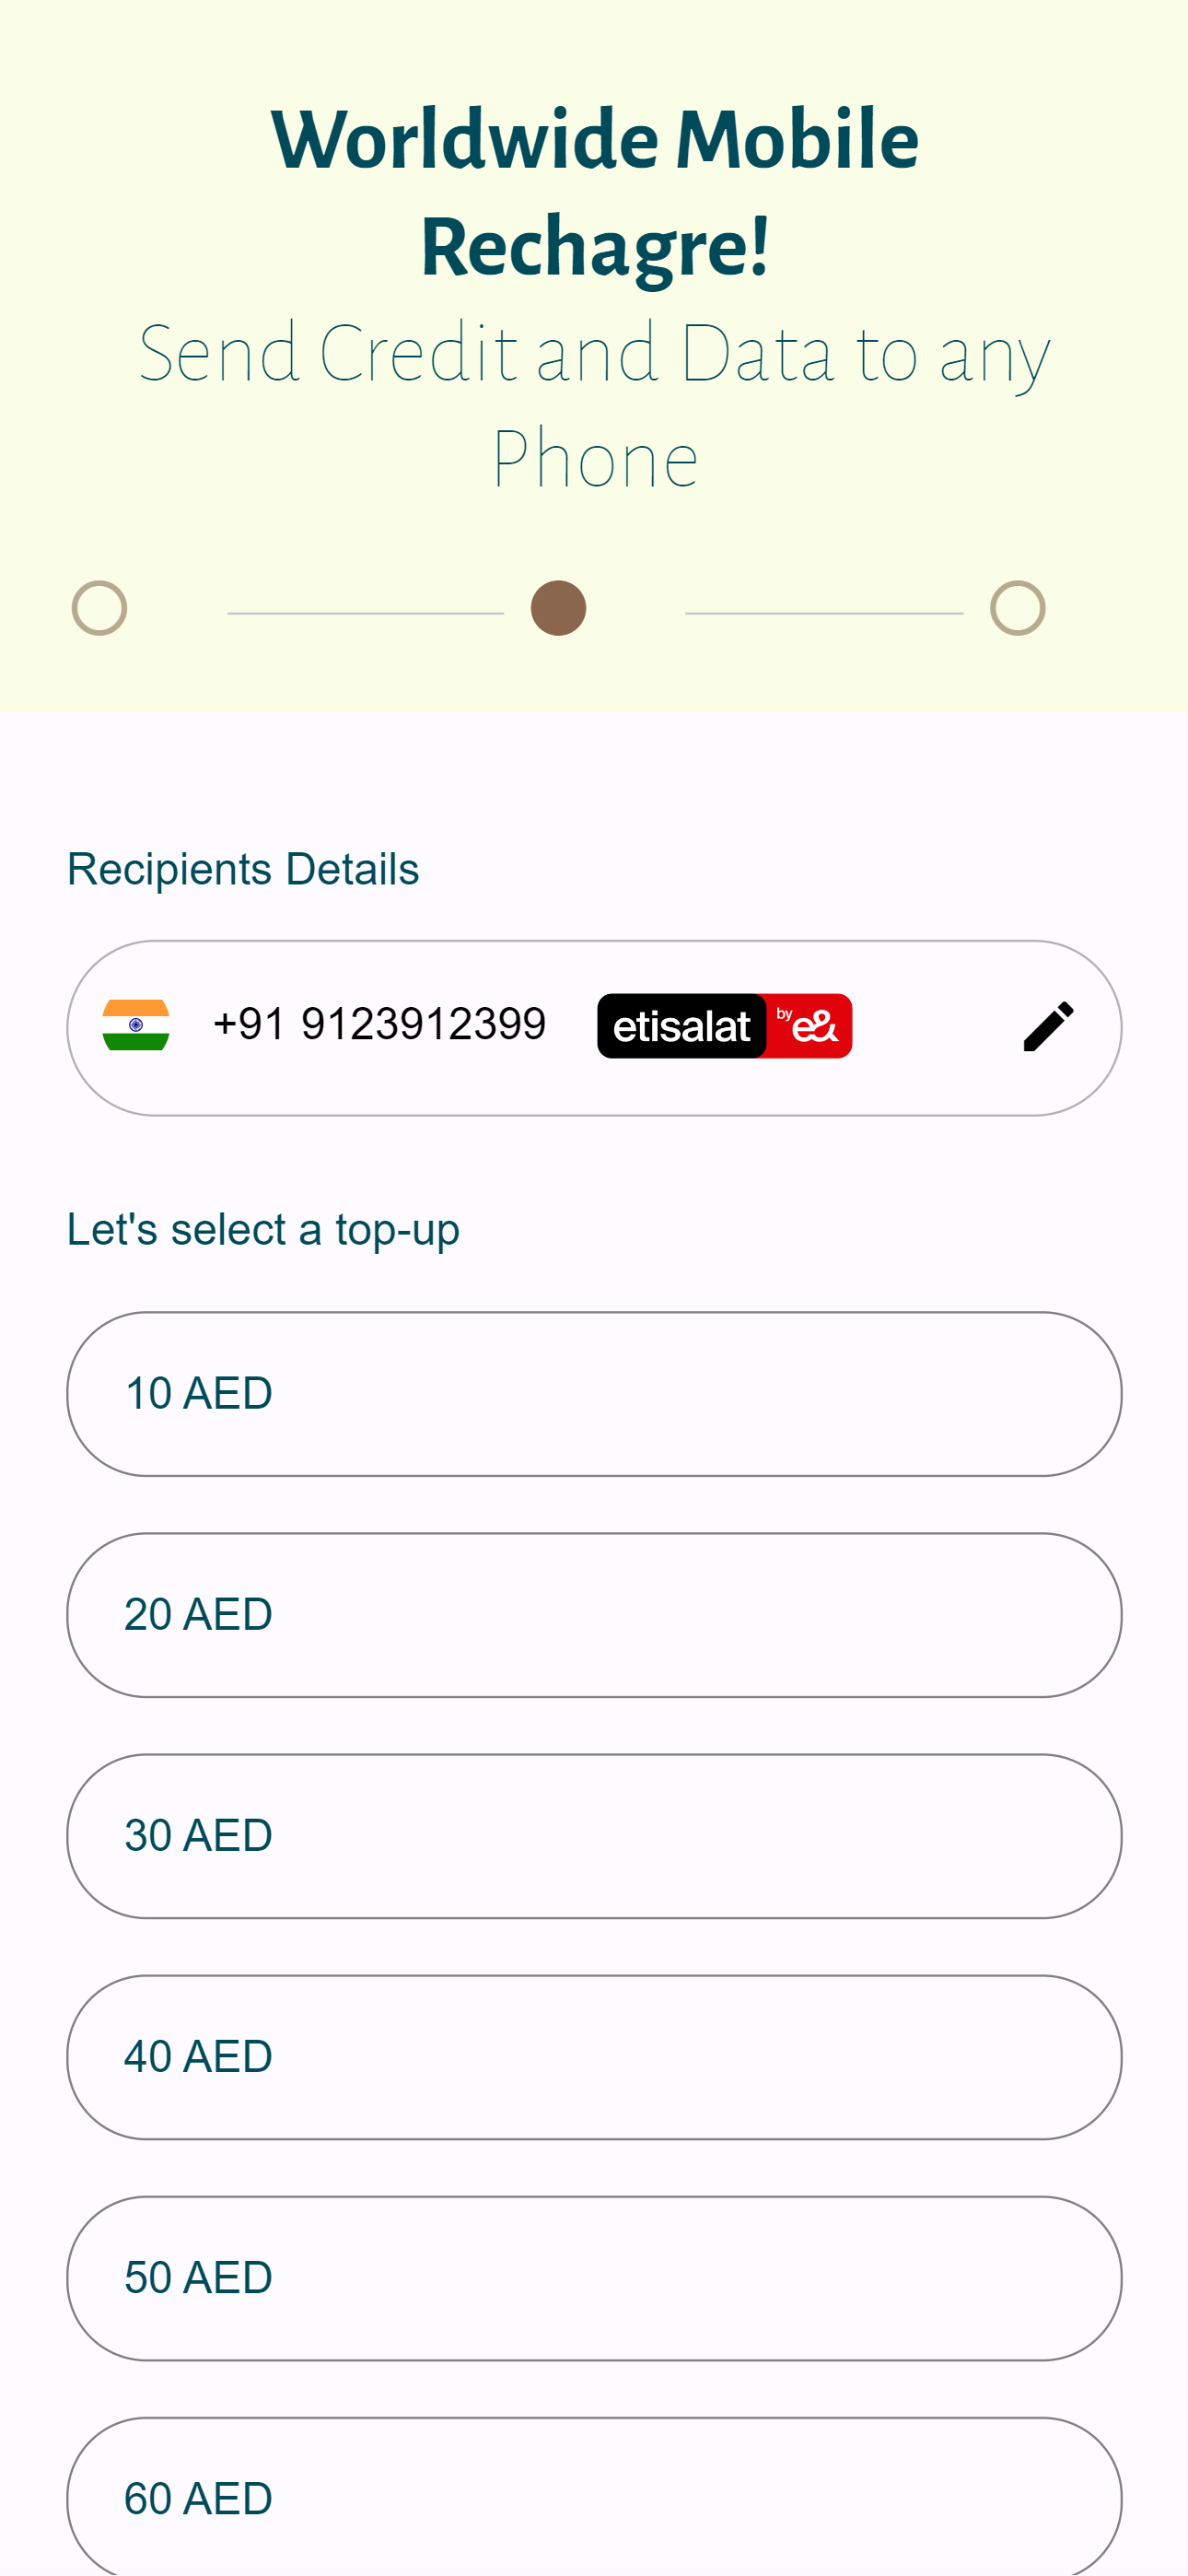 Worldwide Mobile
Rechagre!
Send Credit and Data to any
Phone
Recipients Details
+91 9123912399 etisalat by e&
Let's select a top-up
10 AED
20 AED
30 AED
40 AED
50 AED
60 AED